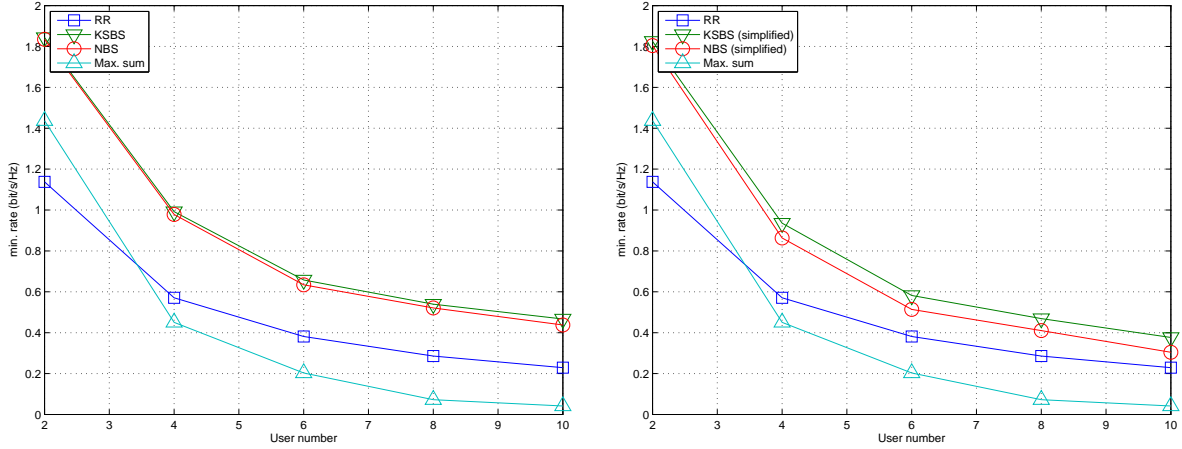 2
1.8
1.6
1.4
1.2
1
0.8
0.6
0.4
0.2
0
min. rate (bit/s/Hz)
RR
KSBS
NBS
Max. sum
2 3 4 5 6 7 8 9 10
User number
2
1.8
1.6
1.4
1.2
1
0.8
0.6
0.4
0.2
0
min. rate (bit/s/Hz)
RR
KSBS (simplified)
NBS (simplified)
Max. sum
2 3 4 5 6 7 8 9 10
User number